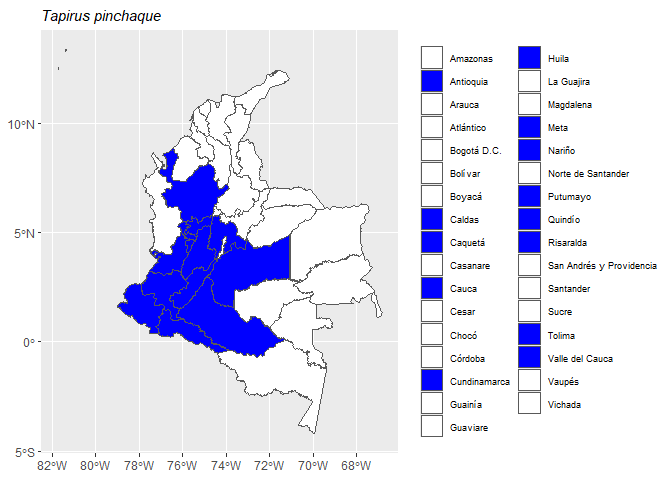 Tapirus pinchaque
10°N
5°N
0°
5°S
82°W 80°W 78°W 76°W 74°W 72°W 70°W 68°W
Amazonas
Antioquia
Arauca
Atlántico
Bogotá D.C.
Bolívar
Boyacá
Caldas
Caquetá
Casanare
Cauca
Cesar
Chocó
Córdoba
Cundinamarca
Guainía
Guaviare
Huila
La Guajira
Magdalena
Meta
Nariño
Norte de Santander
Putumayo
Quindío
Risaralda
San Andrés y Providencia
Santander
Sucre
Tolima
Valle del Cauca
Vaupés
Vichada